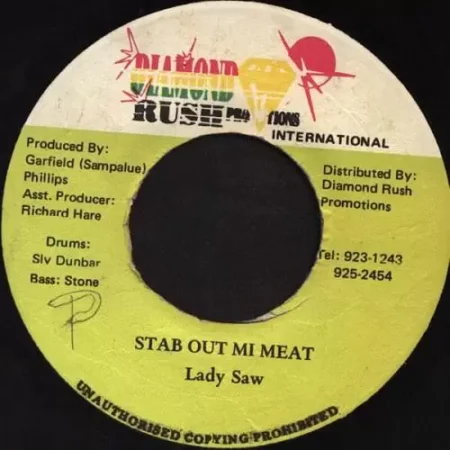 DIAMOND
RUSH PROMOTIONS
INTERNATIONAL
Produced By:
Garfield (Sampalue)
Phillips
Asst. Producer:
Richard Hare
Drums:
Slv Dunbar
Bass: Stone
Distributed By:
Diamond Rush
Promotions
Tel: 923-1243
925-2454
P
STAB OUT MI MEAT
Lady Saw
UNAUTHORISED COPYING PROHIBITED